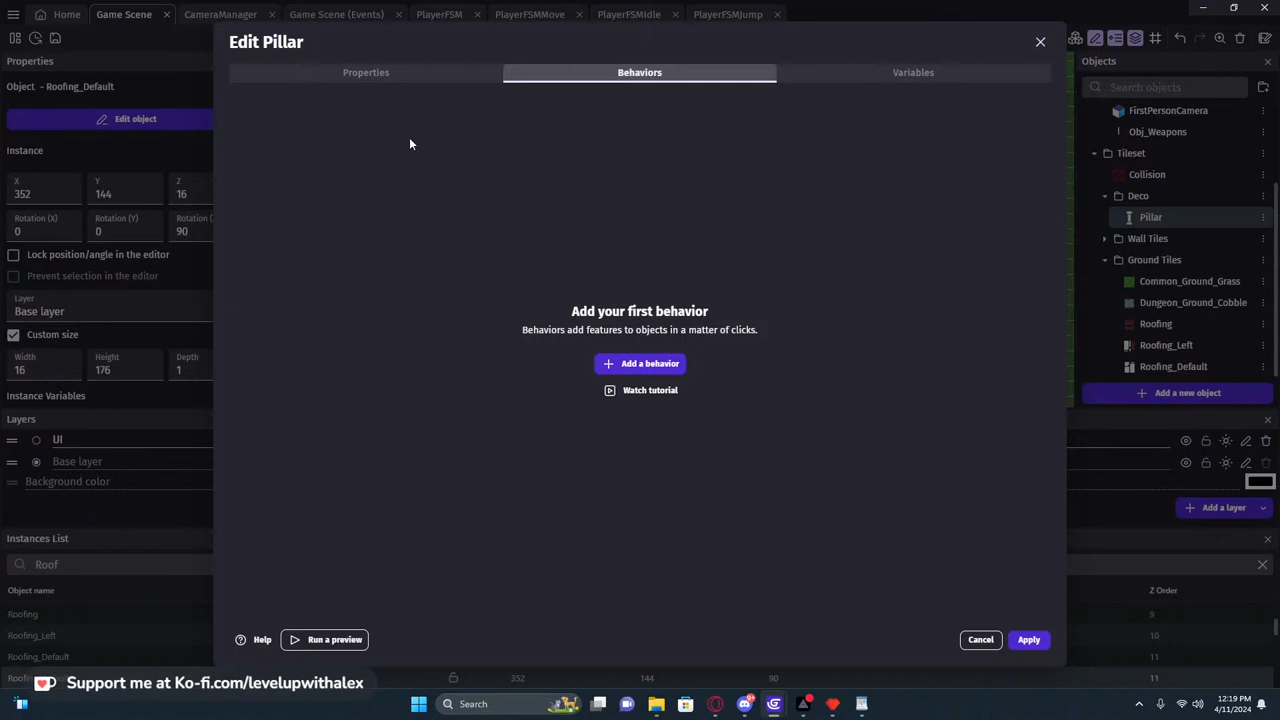 Home
Game Scene
CameraManager
Game Scene (Events)
PlayerFSM
PlayerFSMMove
PlayerFSMIdle
PlayerFSMJump
Properties
Object - Roofing_Default
Edit object
Instance
X
352
Y
144
Z
16
Rotation (X)
0
Rotation (Y)
0
Rotation (
90
Lock position/angle in the editor
Prevent selection in the editor
Layer
Base layer
Custom size
Width
16
Height
176
Depth
1
Instance Variables
Layers
UI
Base layer
Background color
Instances List
Roof
Object name
Roofing
Roofing_Left
Roofing_Default
Edit Pillar
Properties
Behaviors
Variables
Add your first behavior
Behaviors add features to objects in a matter of clicks.
Add a behavior
Watch tutorial
Help
Run a preview
Cancel
Apply
Objects
Search objects
FirstPersonCamera
Obj_Weapons
Tileset
Collision
Deco
Pillar
Wall Tiles
Ground Tiles
Common_Ground_Grass
Dungeon_Ground_Cobble
Roofing
Roofing_Left
Roofing_Default
Add a new object
Add a layer
Z Order
9
10
11
352
144
90
11
Support me at Ko-fi.com/levelupwithalex
Search
12:19 PM
4/11/2024